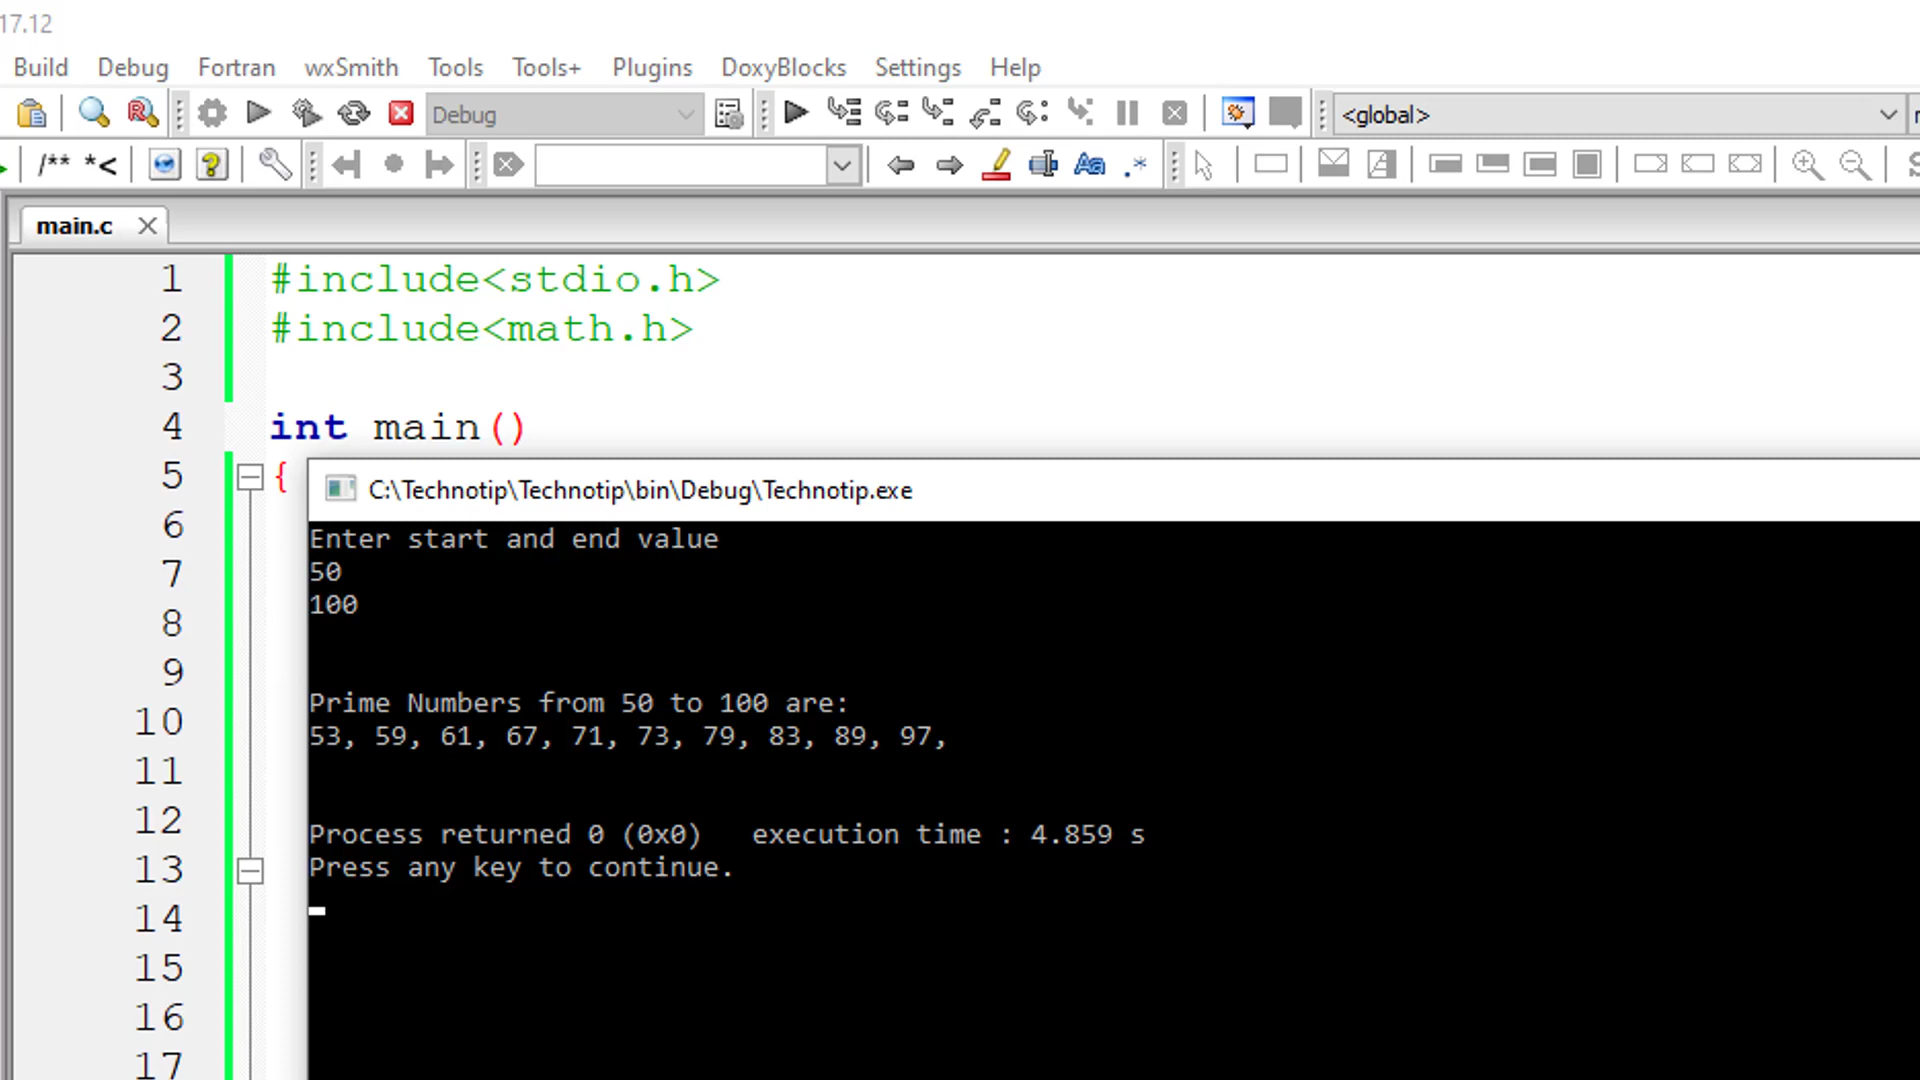 17.12
Build Debug Fortran wxSmith Tools Tools+ Plugins DoxyBlocks Settings Help
Debug <global>
/** *<
main.c
1 #include<stdio.h>
2 #include<math.h>
3
4 int main()
5 {
C:\Technotip\Technotip\bin\Debug\Technotip.exe
6 Enter start and end value
7 50
100
8
9
Prime Numbers from 50 to 100 are:
10 53, 59, 61, 67, 71, 73, 79, 83, 89, 97,
11
12 Process returned 0 (0x0) execution time : 4.859 s
13 Press any key to continue.
14
15
16
17